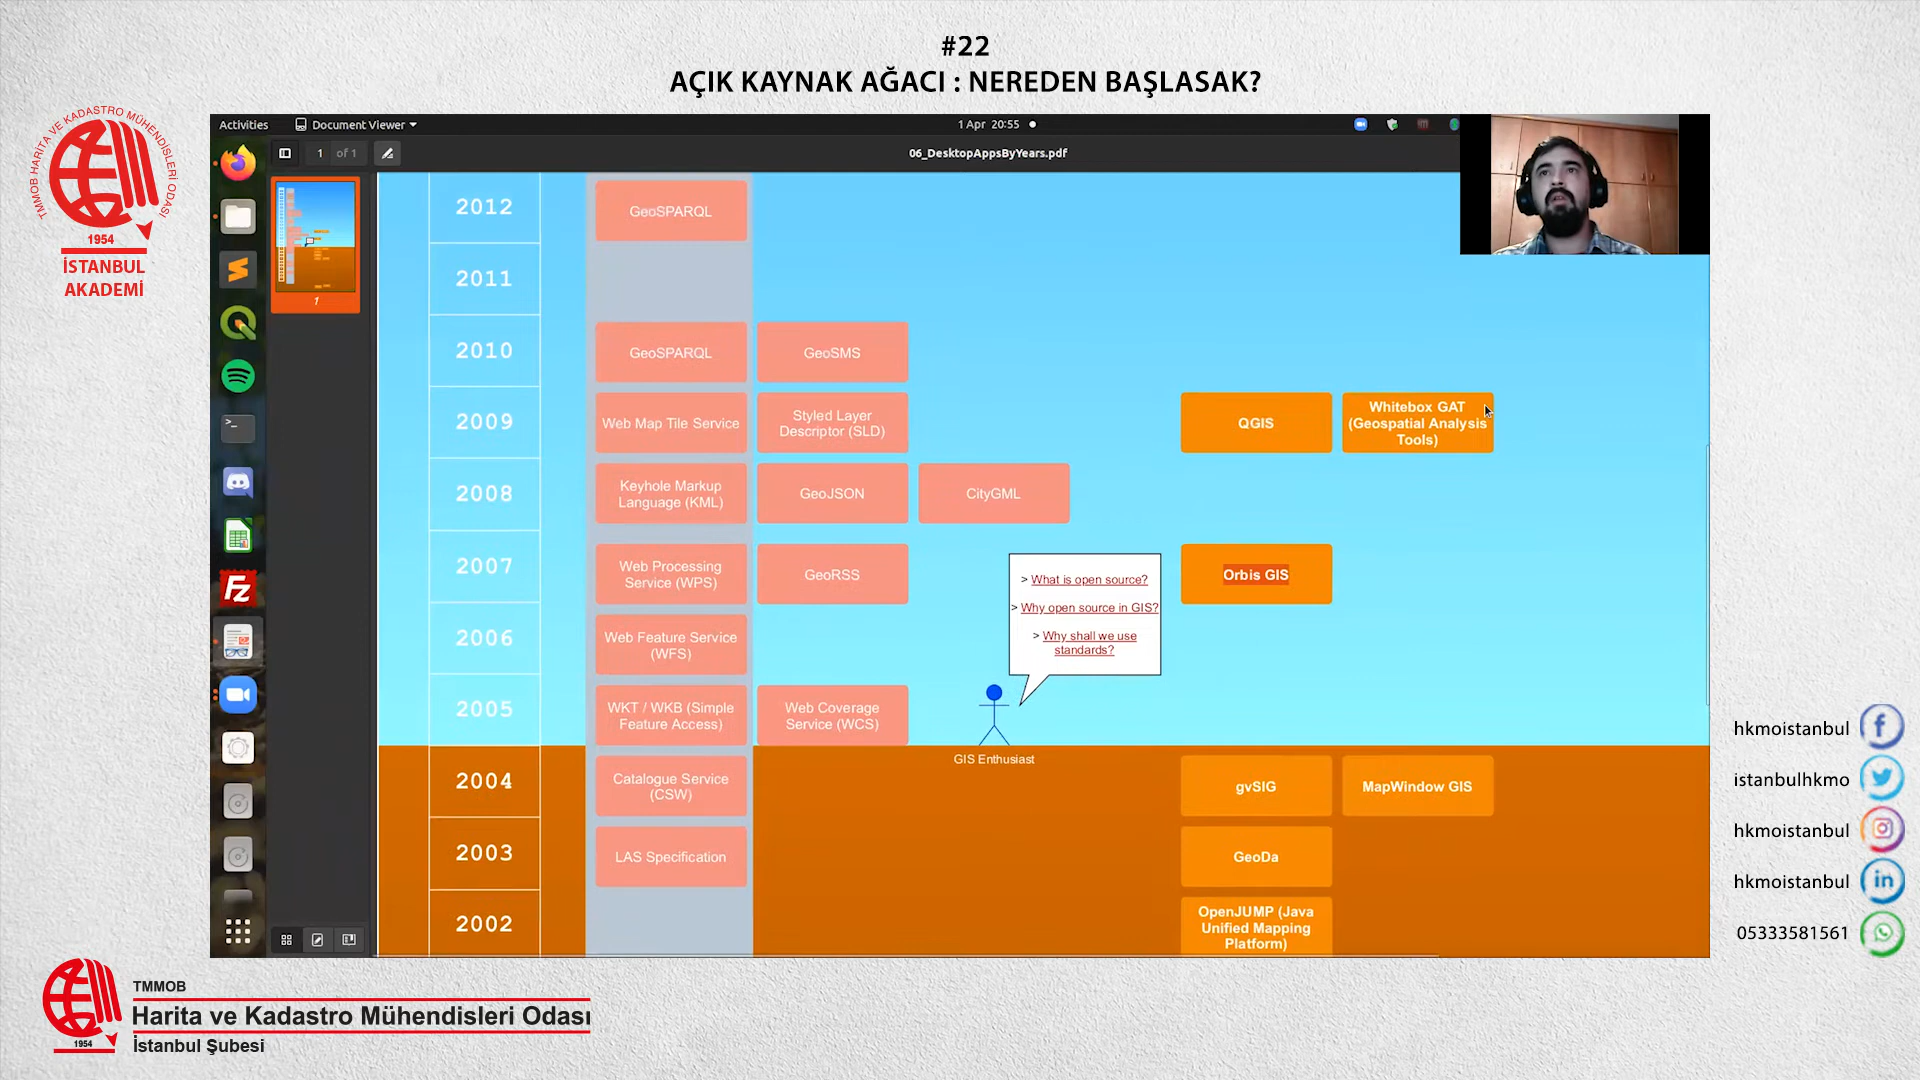 #22
AÇIK KAYNAK AĞACI : NEREDEN BAŞLASAK?
TMMOB HARİTA VE KADASTRO MÜHENDİSLERİ ODASI
1954
İSTANBUL
AKADEMİ
Activities
Document Viewer
1 Apr 20:55
1 of 1
06_DesktopAppsByYears.pdf
1
2012
GeoSPARQL
2011
2010
GeoSPARQL
GeoSMS
2009
Web Map Tile Service
Styled Layer
Descriptor (SLD)
QGIS
Whitebox GAT
(Geospatial Analysis
Tools)
2008
Keyhole Markup
Language (KML)
GeoJSON
CityGML
2007
Web Processing
Service (WPS)
GeoRSS
> What is open source?
> Why open source in GIS?
> Why shall we use
standards?
Orbis GIS
2006
Web Feature Service
(WFS)
2005
WKT / WKB (Simple
Feature Access)
Web Coverage
Service (WCS)
GIS Enthusiast
2004
Catalogue Service
(CSW)
gvSIG
MapWindow GIS
2003
LAS Specification
GeoDa
2002
OpenJUMP (Java
Unified Mapping
Platform)
hkmoistanbul
istanbulhkmo
hkmoistanbul
hkmoistanbul
05333581561
1954
TMMOB
Harita ve Kadastro Mühendisleri Odası
İstanbul Şubesi